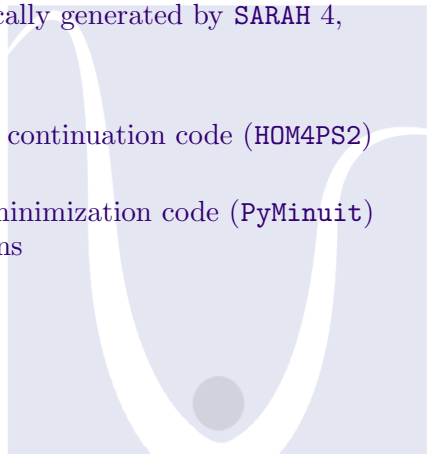 cally generated by SARAH 4,
continuation code (HOM4PS2)
minimization code (PyMinuit)
ns